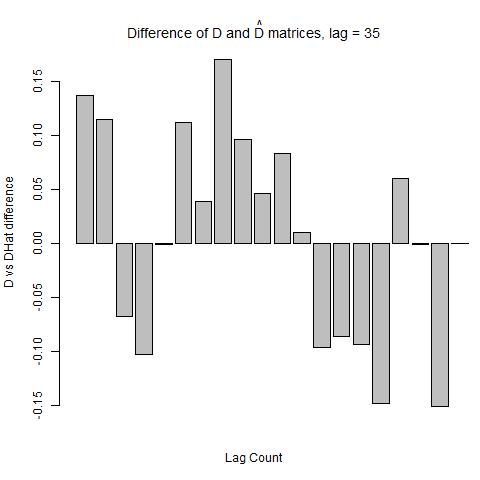 Difference of D and D̂ matrices, lag = 35
D vs DHat difference
0.15
0.10
0.05
0.00
-0.05
-0.10
-0.15
Lag Count